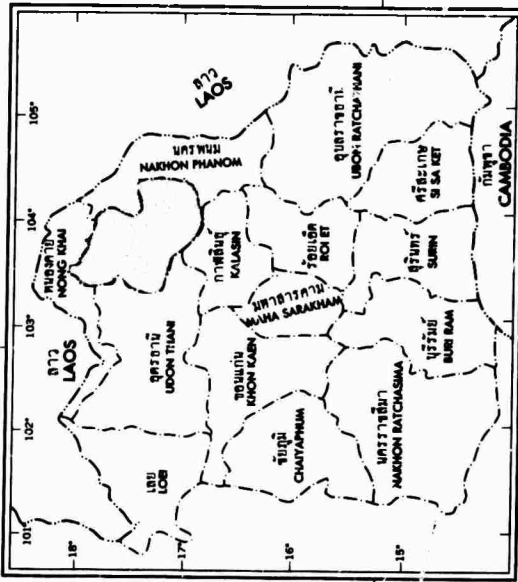 101°
102°
103°
104°
105°
18°
17°
16°
15°
ลาว
LAOS
ลาว
LAOS
หนองคาย
NONG KHAI
นครพนม
NAKHON PHANOM
เลย
LOEI
อุดรธานี
UDON THANI
กาฬสินธุ์
KALASIN
ขอนแก่น
KHON KAEN
มหาสารคาม
MAHA SARAKHAM
ร้อยเอ็ด
ROI ET
อุบลราชธานี
UBON RATCHATHANI
ชัยภูมิ
CHAIYAPHUM
นครราชสีมา
NAKHON RATCHASIMA
บุรีรัมย์
BURI RAM
สุรินทร์
SURIN
ศรีสะเกษ
SI SA KET
กัมพูชา
CAMBODIA